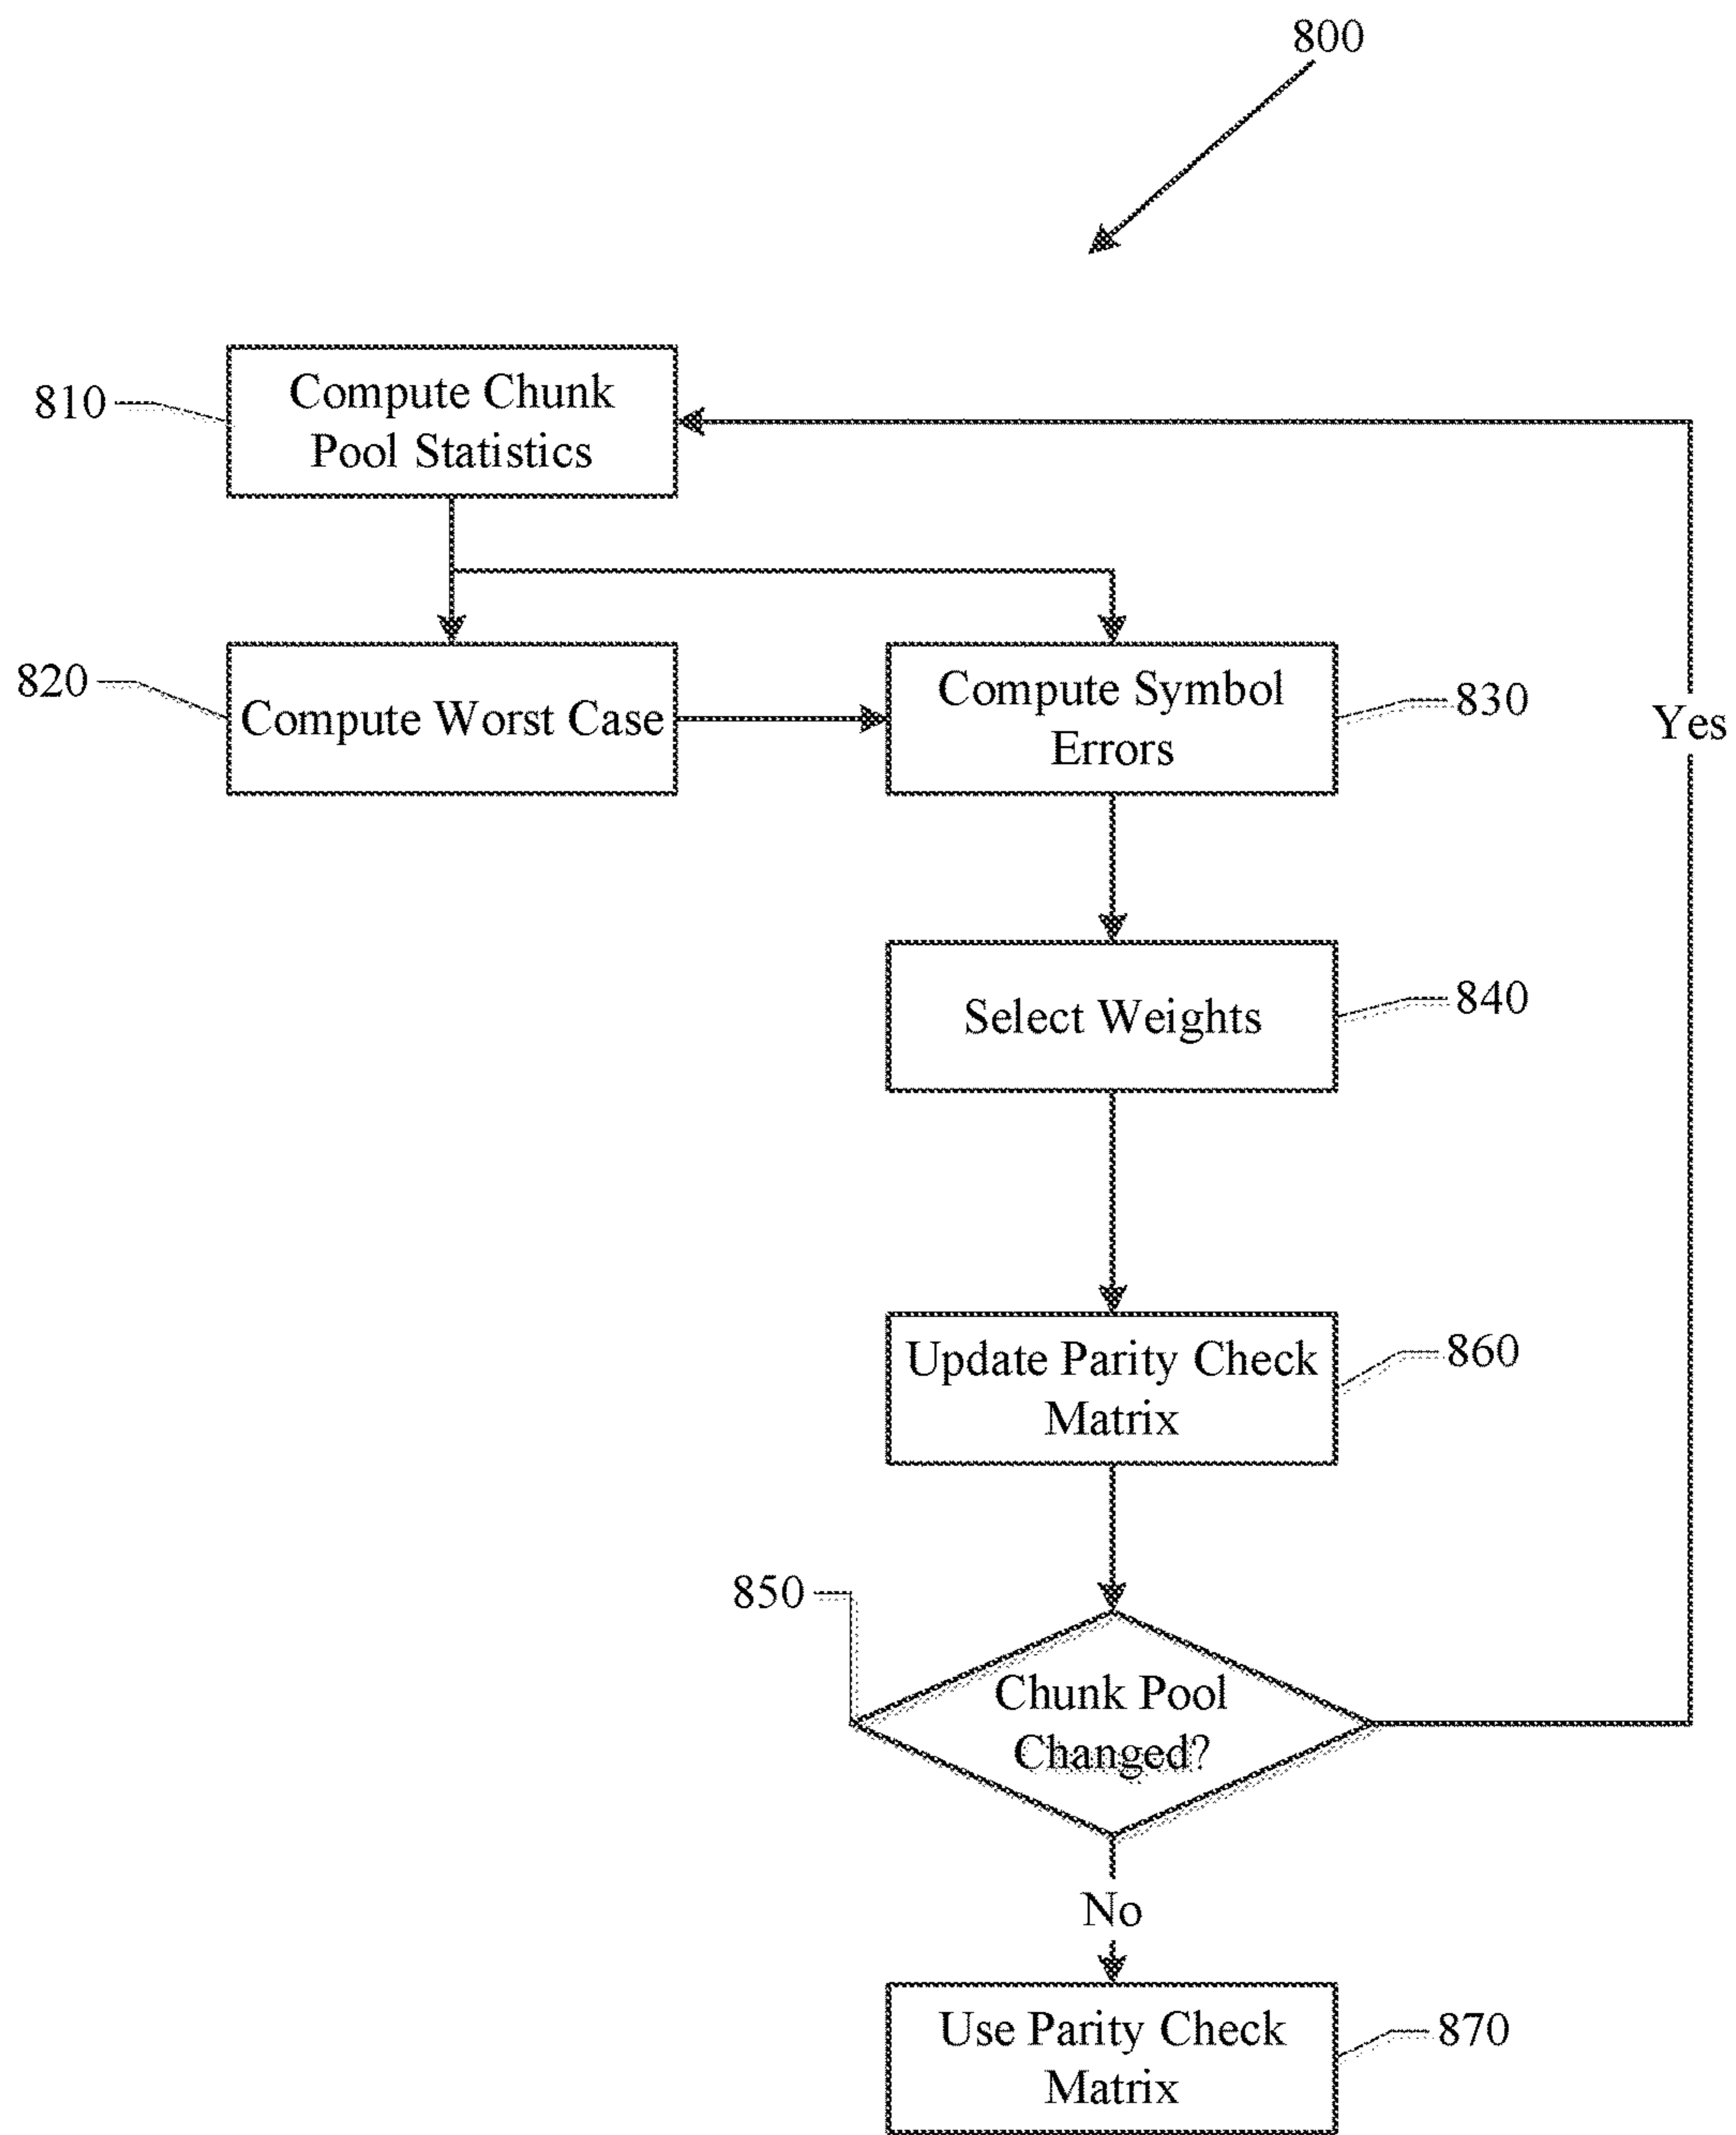 800
810
Compute Chunk
Pool Statistics
820
Compute Worst Case
Compute Symbol
Errors
830
Yes
Select Weights
840
Update Parity Check
Matrix
860
850
Chunk Pool
Changed?
No
Use Parity Check
Matrix
870